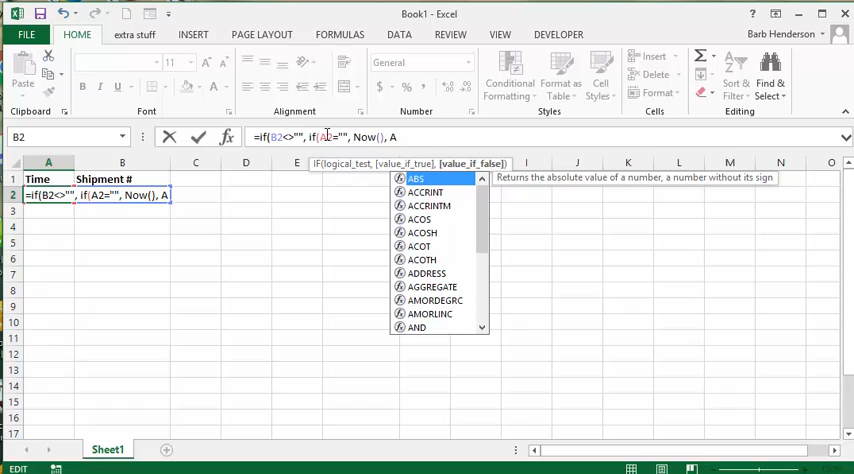 Book1 - Excel
FILE HOME extra stuff INSERT PAGE LAYOUT FORMULAS DATA REVIEW VIEW DEVELOPER Barb Henderson
Paste
11
General
Conditional Formatting
Format as Table
Cell Styles
Insert
Delete
Format
Sort & Filter
Find & Select
Clipboard Font Alignment Number Styles Cells Editing
B2 fx =if(B2<>"", if(A2="", Now(), A
IF(logical_test, [value_if_true], [value_if_false])
A B C D E I J K L M N O
1 Time Shipment #
2 =if(B2<>"", if(A2="", Now(), A
3
4
5
6
7
8
9
10
11
12
13
14
15
16
17
ABS Returns the absolute value of a number, a number without its sign
ACCRINT
ACCRINTM
ACOS
ACOSH
ACOT
ACOTH
ADDRESS
AGGREGATE
AMORDEGRC
AMORLINC
AND
Sheet1
EDIT